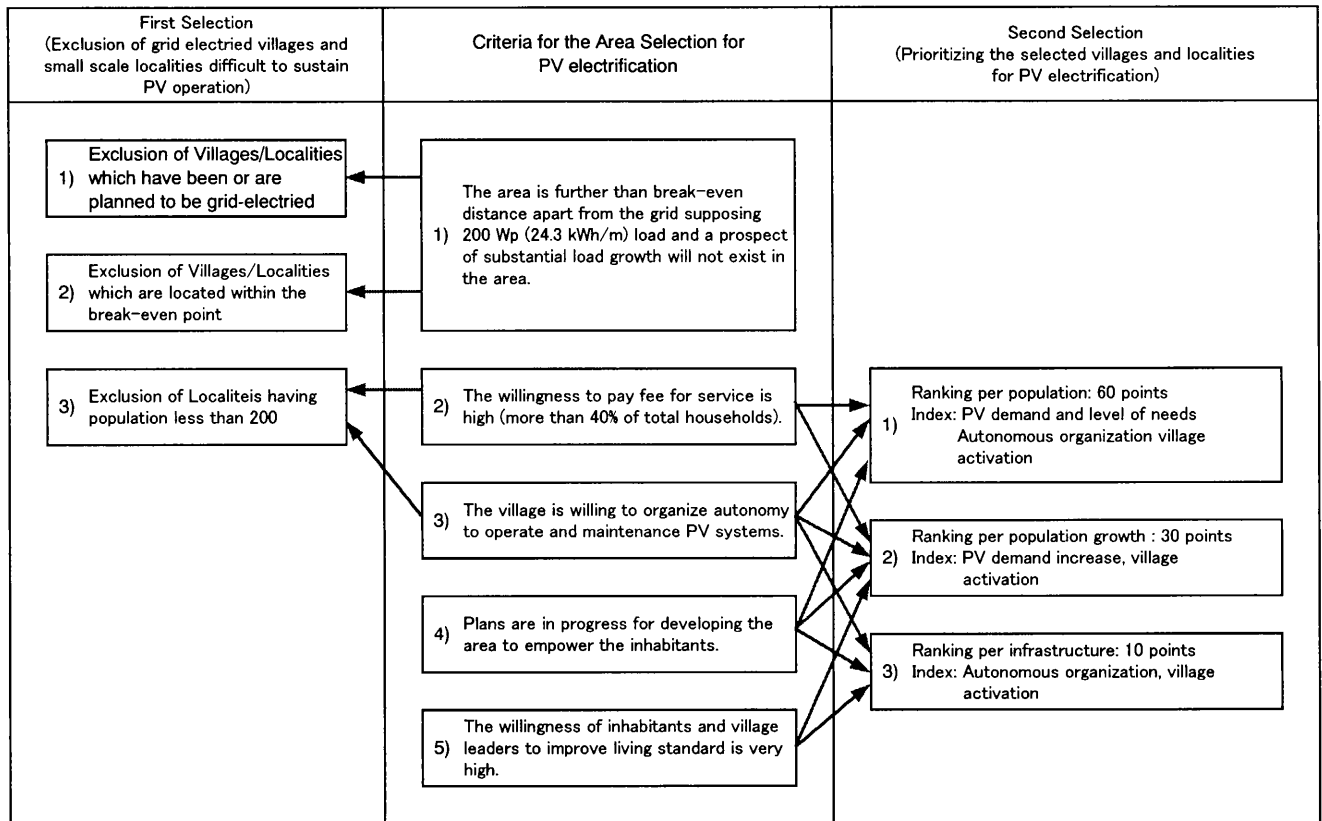 First Selection
(Exclusion of grid electried villages and
small scale localities difficult to sustain
PV operation)
Criteria for the Area Selection for
PV electrification
Second Selection
(Prioritizing the selected villages and localities
for PV electrification)
1) Exclusion of Villages/Localities
which have been or are
planned to be grid-electried
2) Exclusion of Villages/Localities
which are located within the
break-even point
3) Exclusion of Localiteis having
population less than 200
1) The area is further than break-even
distance apart from the grid supposing
200 Wp (24.3 kWh/m) load and a prospect
of substantial load growth will not exist in
the area.
2) The willingness to pay fee for service is
high (more than 40% of total households).
3) The village is willing to organize autonomy
to operate and maintenance PV systems.
4) Plans are in progress for developing the
area to empower the inhabitants.
5) The willingness of inhabitants and village
leaders to improve living standard is very
high.
1) Ranking per population: 60 points
Index: PV demand and level of needs
Autonomous organization village
activation
2) Ranking per population growth : 30 points
Index: PV demand increase, village
activation
3) Ranking per infrastructure: 10 points
Index: Autonomous organization, village
activation